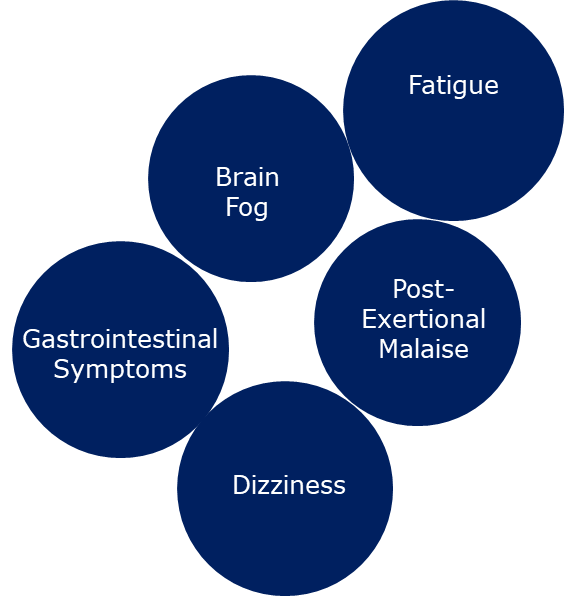 Fatigue
Brain
Fog
Post-
Exertional
Malaise
Gastrointestinal
Symptoms
Dizziness